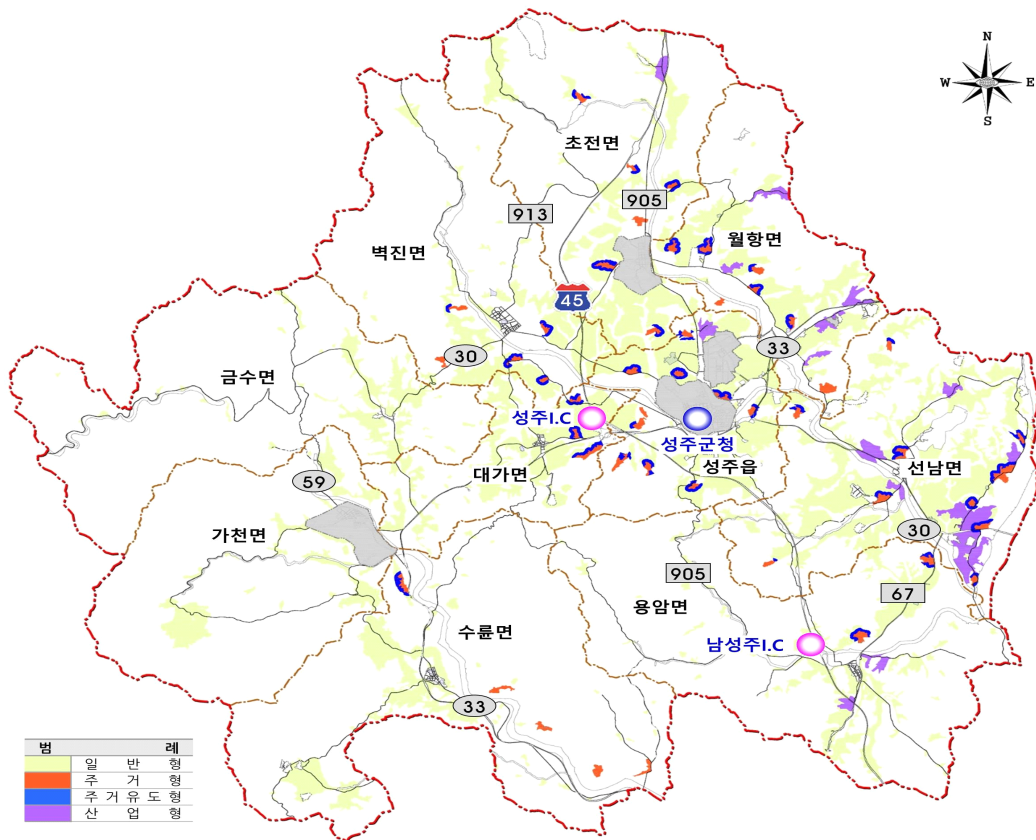 N
W E
S
초전면
905
913
월항면
벽진면
45
33
30
금수면
성주I.C
성주군청
성주읍
대가면
선남면
59
30
가천면
905
67
용암면
수륜면
남성주I.C
33
범 례
일 반 형
주 거 형
주 거 유 도 형
산 업 형